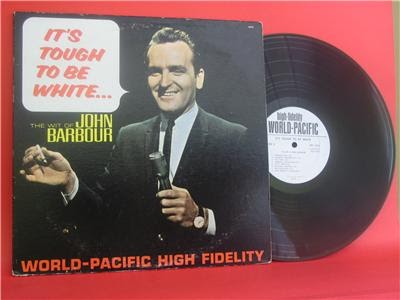 IT'S
TOUGH
TO BE
WHITE...
THE WIT OF JOHN
BARBOUR
WORLD-PACIFIC HIGH FIDELITY
high-fidelity
WORLD-PACIFIC
IT'S TOUGH TO BE WHITE